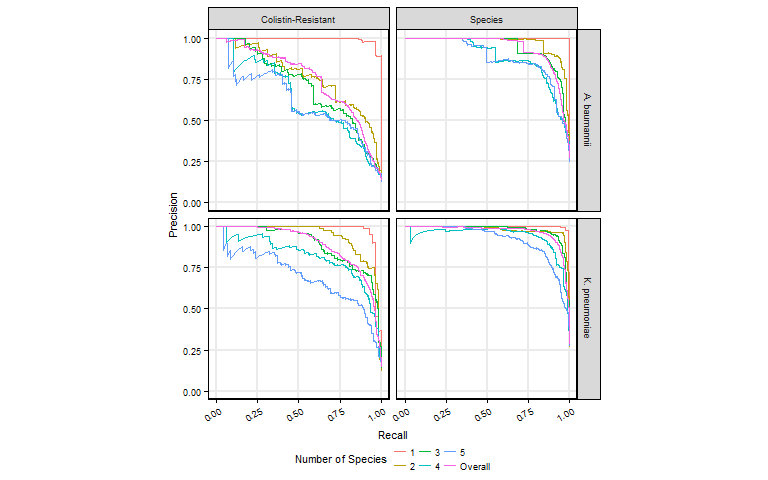 Colistin-Resistant Species
1.00
0.75
0.50
0.25
0.00
A. baumannii
Precision
1.00
0.75
0.50
0.25
0.00
K. pneumoniae
0.00 0.25 0.50 0.75 1.00 0.00 0.25 0.50 0.75 1.00
Recall
Number of Species 1 3 5
2 4 Overall